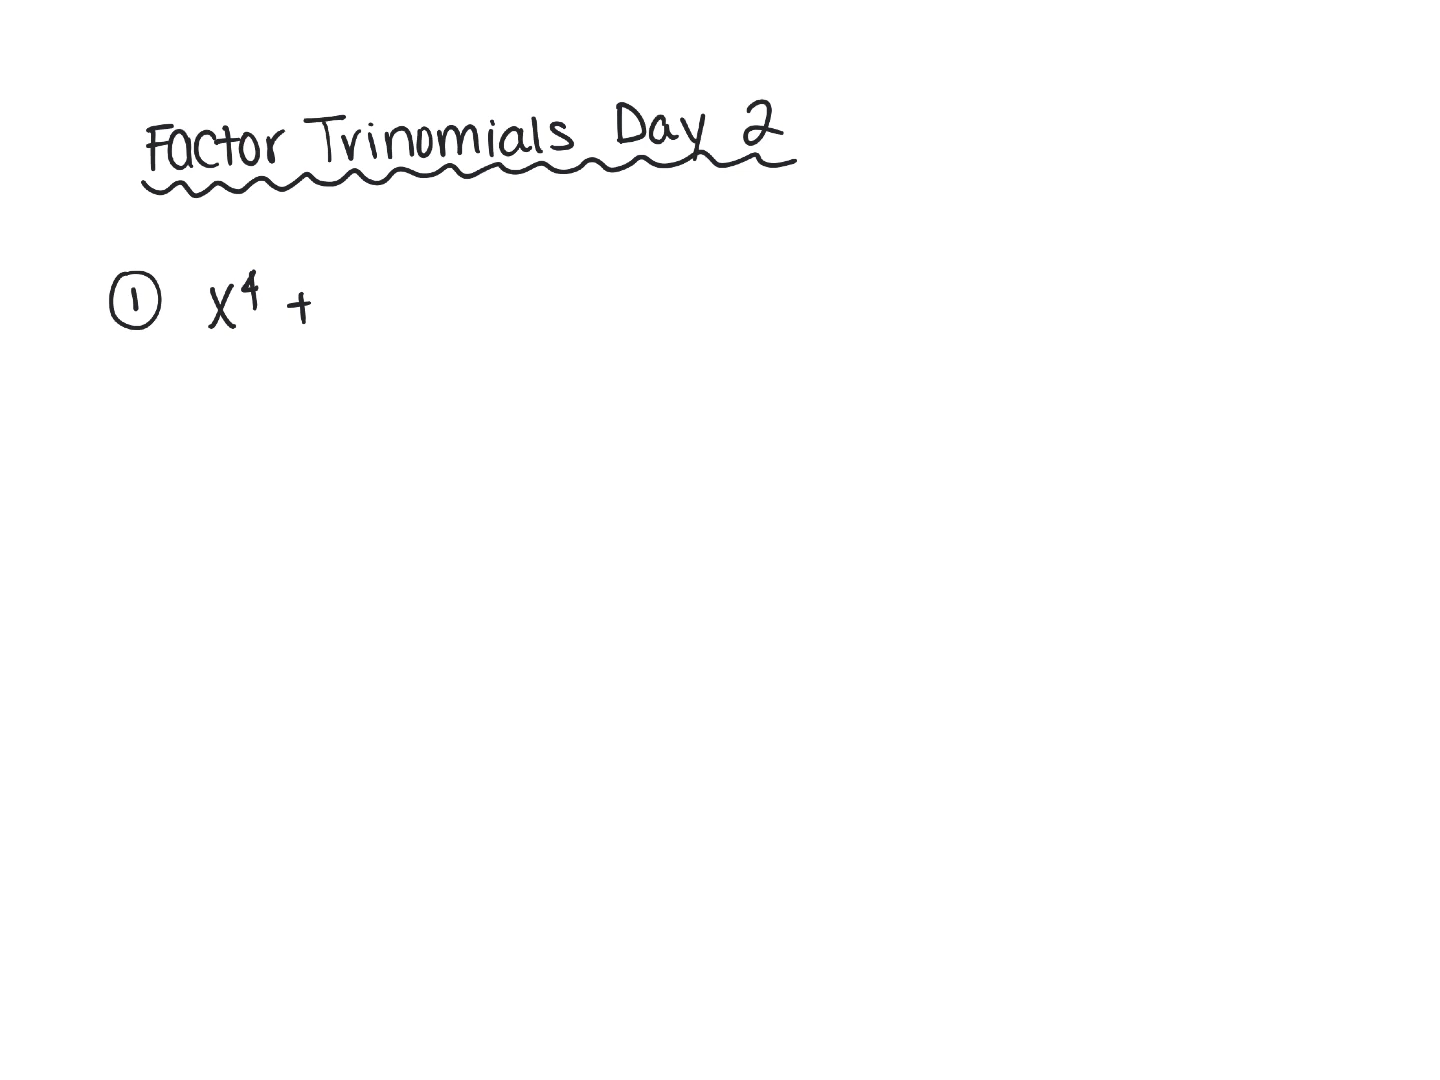 Factor Trinomials Day 2
① x⁴ +